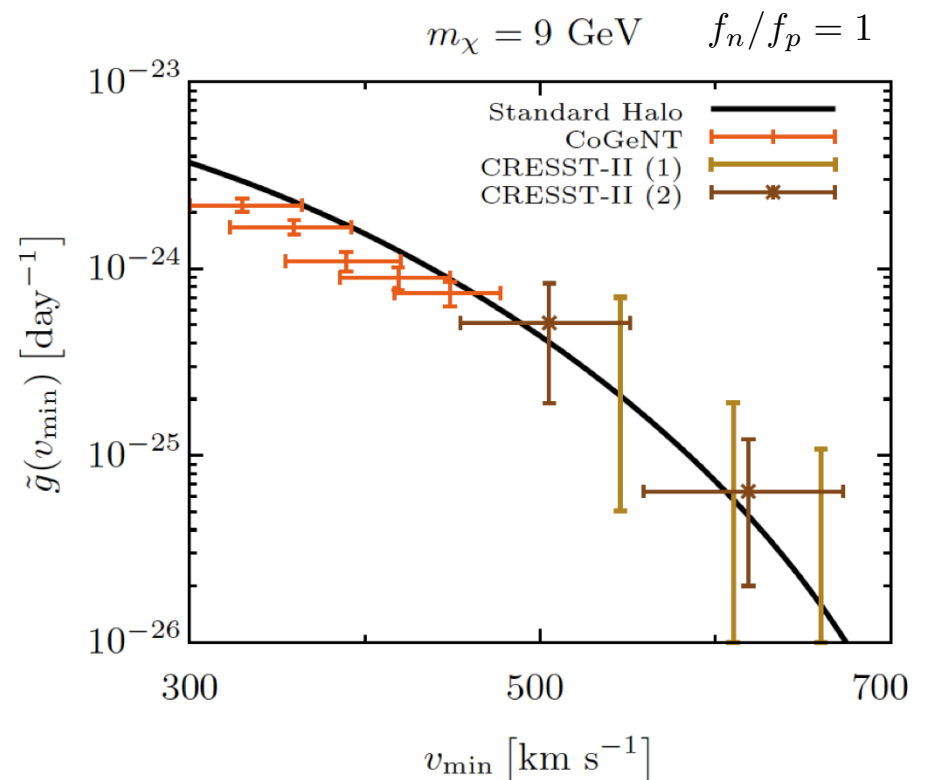 m_χ = 9 GeV f_n/f_p = 1
10^−23
Standard Halo
CoGeNT
CRESST-II (1)
CRESST-II (2)
10^−24
10^−25
10^−26
g̃(v_min) [day^−1]
300 500 700
v_min [km s^−1]